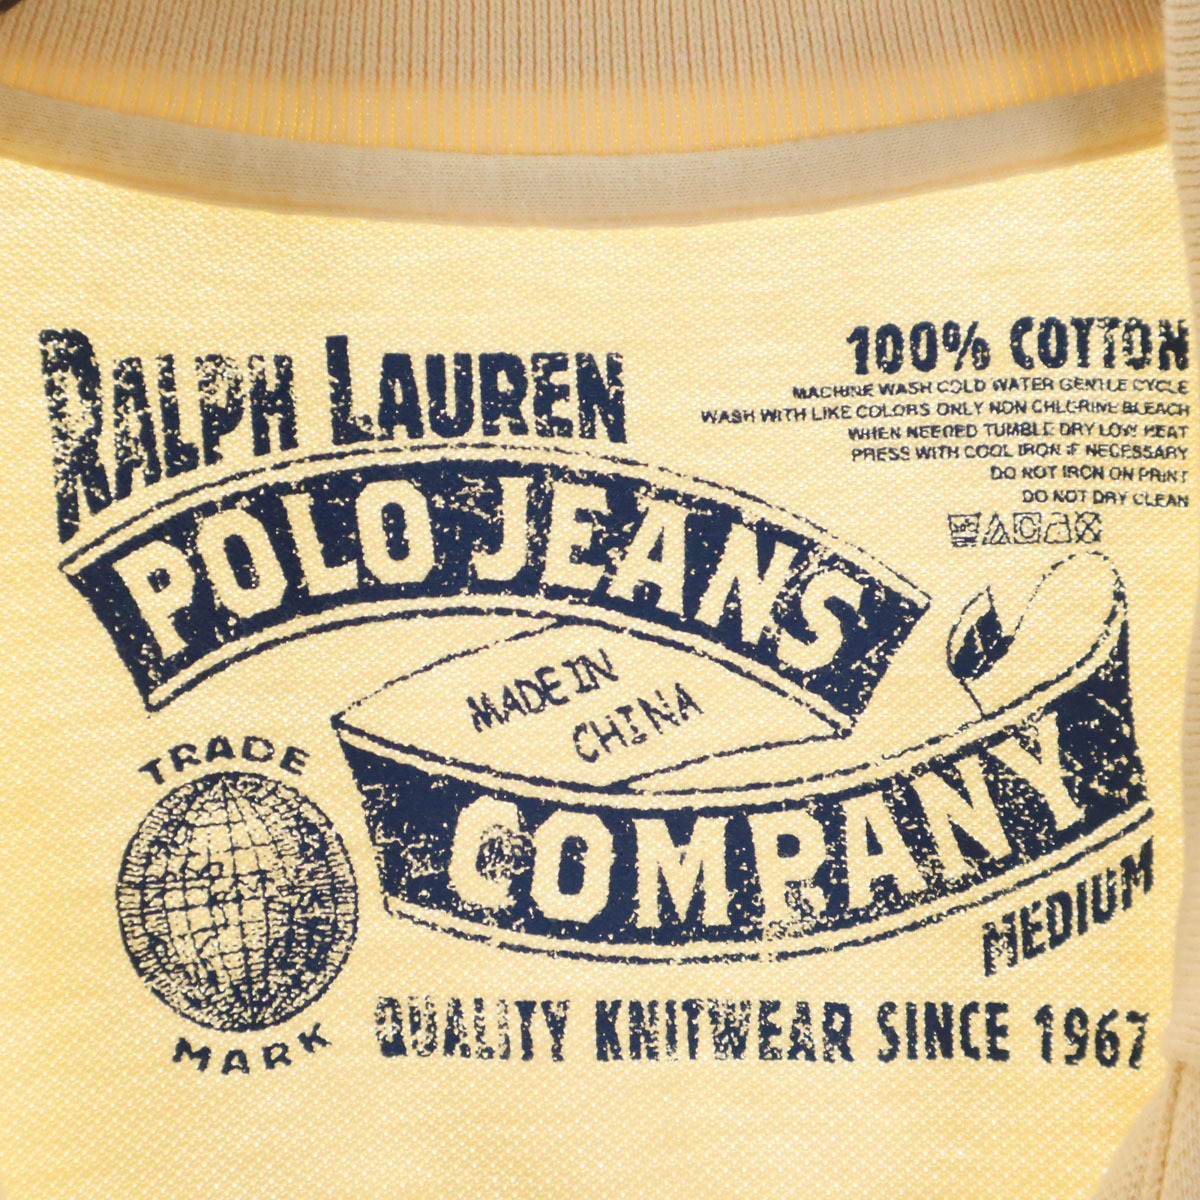 RALPH LAUREN
POLO JEANS
COMPANY
MADE IN
CHINA
100% COTTON
MACHINE WASH COLD WATER GENTLE CYCLE
WASH WITH LIKE COLORS ONLY NON CHLORINE BLEACH
WHEN NEEDED TUMBLE DRY LOW HEAT
PRESS WITH COOL IRON IF NECESSARY
DO NOT IRON ON PRINT
DO NOT DRY CLEAN
TRADE
MARK
MEDIUM
QUALITY KNITWEAR SINCE 1967